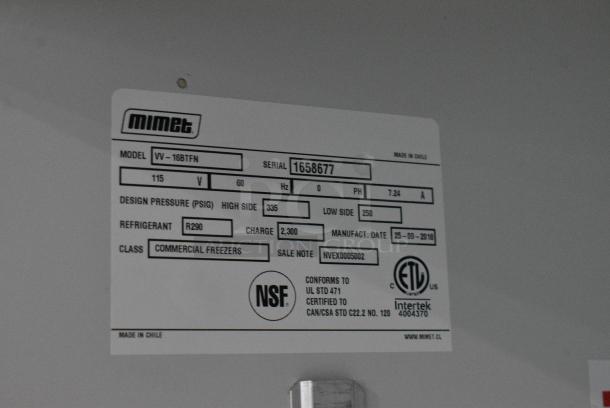 mimet
MADE IN CHILE
MODEL VV-16BTFN SERIAL 1658677
115 V 60 Hz 0 PH 7.24 A
DESIGN PRESSURE (PSIG) HIGH SIDE 335 LOW SIDE 250
REFRIGERANT R290 CHARGE 2,300 MANUFACT. DATE 25-09-2016
CLASS COMMERCIAL FREEZERS SALE NOTE NVEX0005002
NSF
CONFORMS TO
UL STD 471
CERTIFIED TO
CAN/CSA STD C22.2 NO. 120
C ETL US
Intertek
4004370
MADE IN CHILE WWW.MIMET.CL